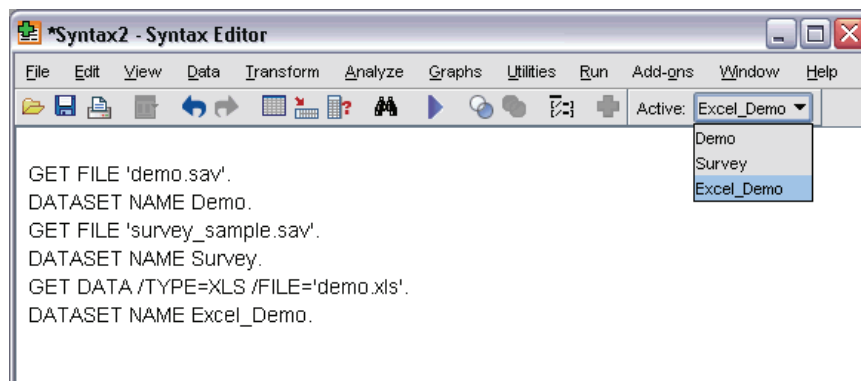 *Syntax2 - Syntax Editor
File Edit View Data Transform Analyze Graphs Utilities Run Add-ons Window Help
Active: Excel_Demo
Demo
Survey
Excel_Demo
GET FILE 'demo.sav'.
DATASET NAME Demo.
GET FILE 'survey_sample.sav'.
DATASET NAME Survey.
GET DATA /TYPE=XLS /FILE='demo.xls'.
DATASET NAME Excel_Demo.